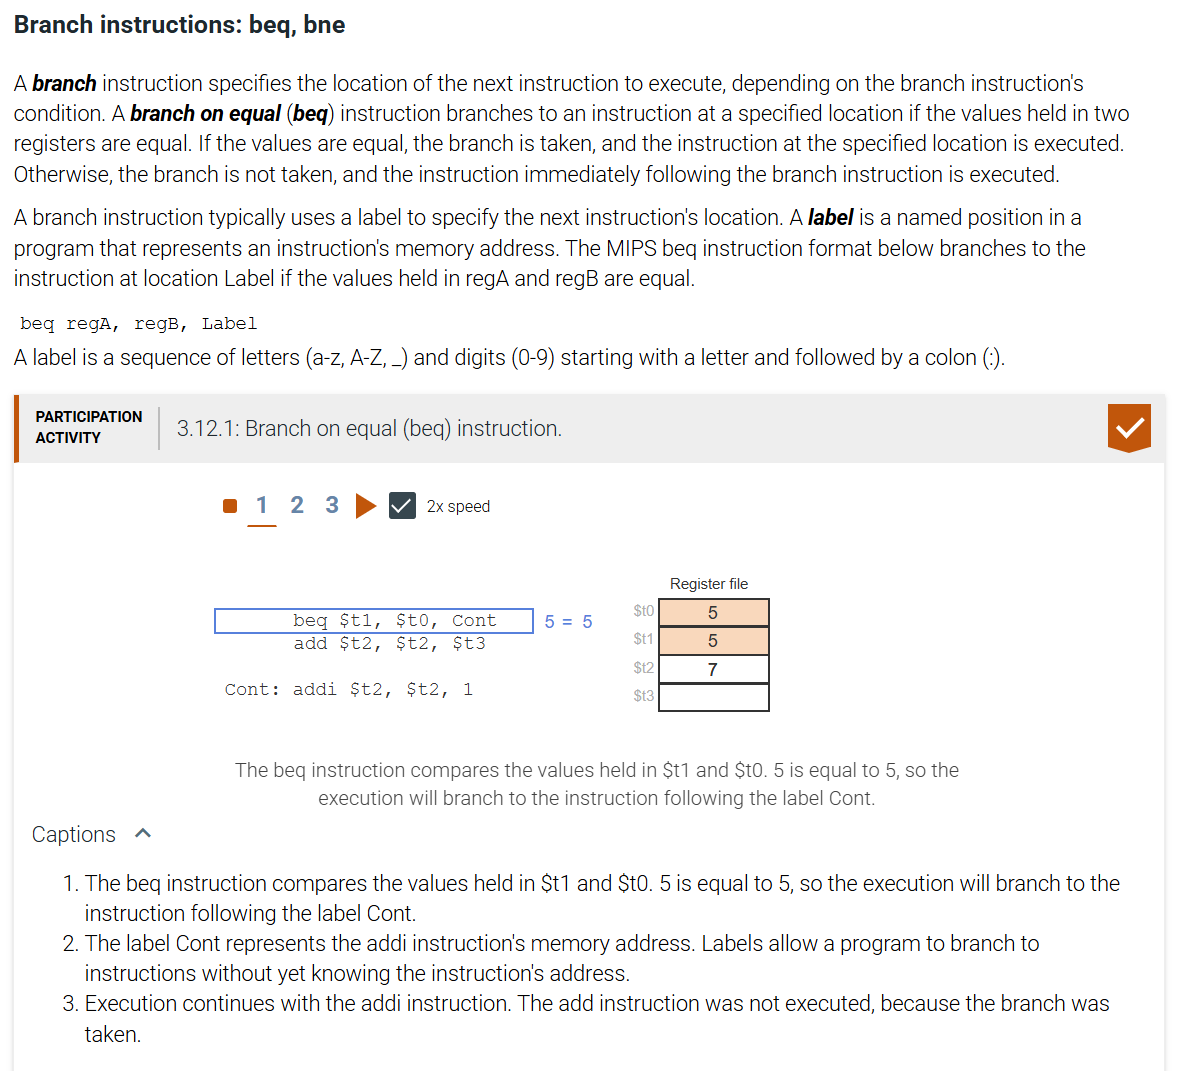 Branch instructions: beq, bne
A branch instruction specifies the location of the next instruction to execute, depending on the branch instruction's
condition. A branch on equal (beq) instruction branches to an instruction at a specified location if the values held in two
registers are equal. If the values are equal, the branch is taken, and the instruction at the specified location is executed.
Otherwise, the branch is not taken, and the instruction immediately following the branch instruction is executed.
A branch instruction typically uses a label to specify the next instruction's location. A label is a named position in a
program that represents an instruction's memory address. The MIPS beq instruction format below branches to the
instruction at location Label if the values held in regA and regB are equal.
beq regA, regB, Label
A label is a sequence of letters (a-z, A-Z, _) and digits (0-9) starting with a letter and followed by a colon (:).
PARTICIPATION
ACTIVITY
3.12.1: Branch on equal (beq) instruction.
1 2 3 2x speed
Register file
beq $t1, $t0, Cont 5 = 5
add $t2, $t2, $t3
Cont: addi $t2, $t2, 1
$t0 5
$t1 5
$t2 7
$t3
The beq instruction compares the values held in $t1 and $t0. 5 is equal to 5, so the
execution will branch to the instruction following the label Cont.
Captions
1. The beq instruction compares the values held in $t1 and $t0. 5 is equal to 5, so the execution will branch to the
instruction following the label Cont.
2. The label Cont represents the addi instruction's memory address. Labels allow a program to branch to
instructions without yet knowing the instruction's address.
3. Execution continues with the addi instruction. The add instruction was not executed, because the branch was
taken.